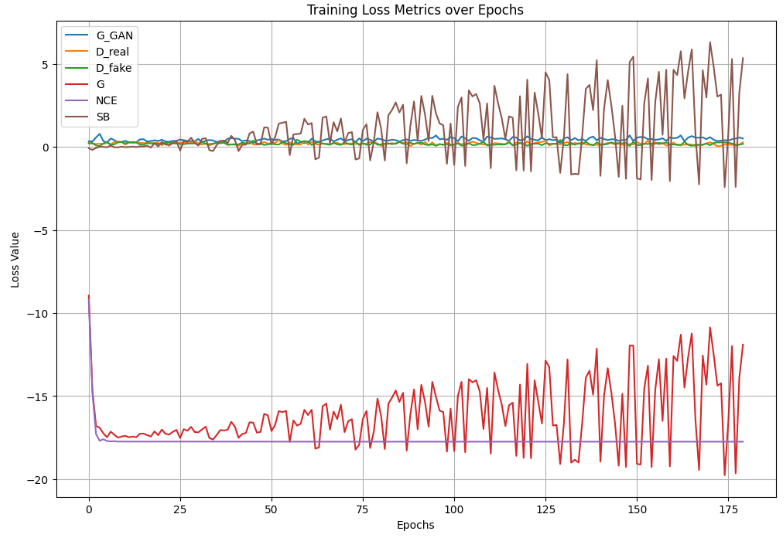 Training Loss Metrics over Epochs
G_GAN
D_real
D_fake
G
NCE
SB
5
0
−5
−10
−15
−20
Loss Value
0 25 50 75 100 125 150 175
Epochs